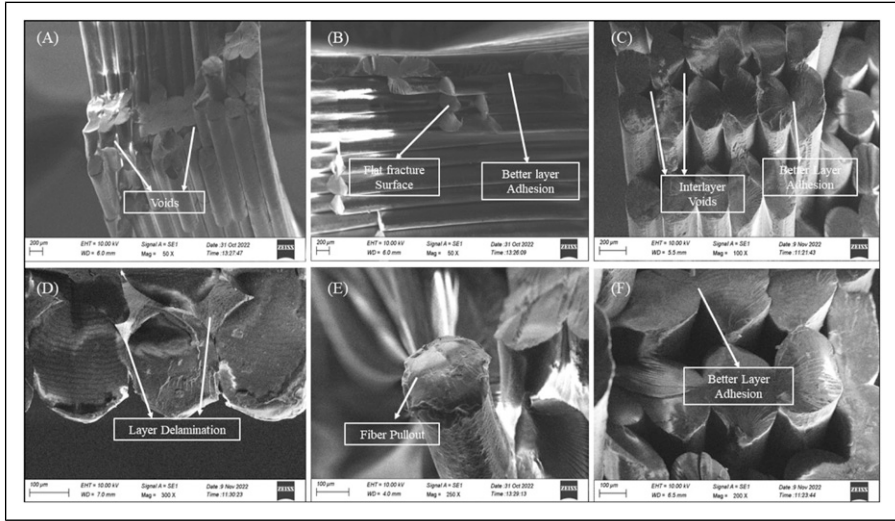 (A)
Voids
200 µm
EHT = 10.00 kV
WD = 6.0 mm
Signal A = SE1
Mag = 50 X
Date :31 Oct 2022
Time :13:27:47
ZEISS
(B)
Flat fracture
Surface
Better layer
Adhesion
200 µm
EHT = 10.00 kV
WD = 6.0 mm
Signal A = SE1
Mag = 50 X
Date :31 Oct 2022
Time :13:26:09
ZEISS
(C)
Interlayer
Voids
Better Layer
Adhesion
200 µm
EHT = 10.00 kV
WD = 5.5 mm
Signal A = SE1
Mag = 100 X
Date :9 Nov 2022
Time :11:21:43
ZEISS
(D)
Layer Delamination
100 µm
EHT = 10.00 kV
WD = 7.0 mm
Signal A = SE1
Mag = 300 X
Date :9 Nov 2022
Time :11:30:23
ZEISS
(E)
Fiber Pullout
100 µm
EHT = 10.00 kV
WD = 4.0 mm
Signal A = SE1
Mag = 250 X
Date :31 Oct 2022
Time :13:29:13
ZEISS
(F)
Better Layer
Adhesion
100 µm
EHT = 10.00 kV
WD = 6.5 mm
Signal A = SE1
Mag = 200 X
Date :9 Nov 2022
Time :11:23:44
ZEISS